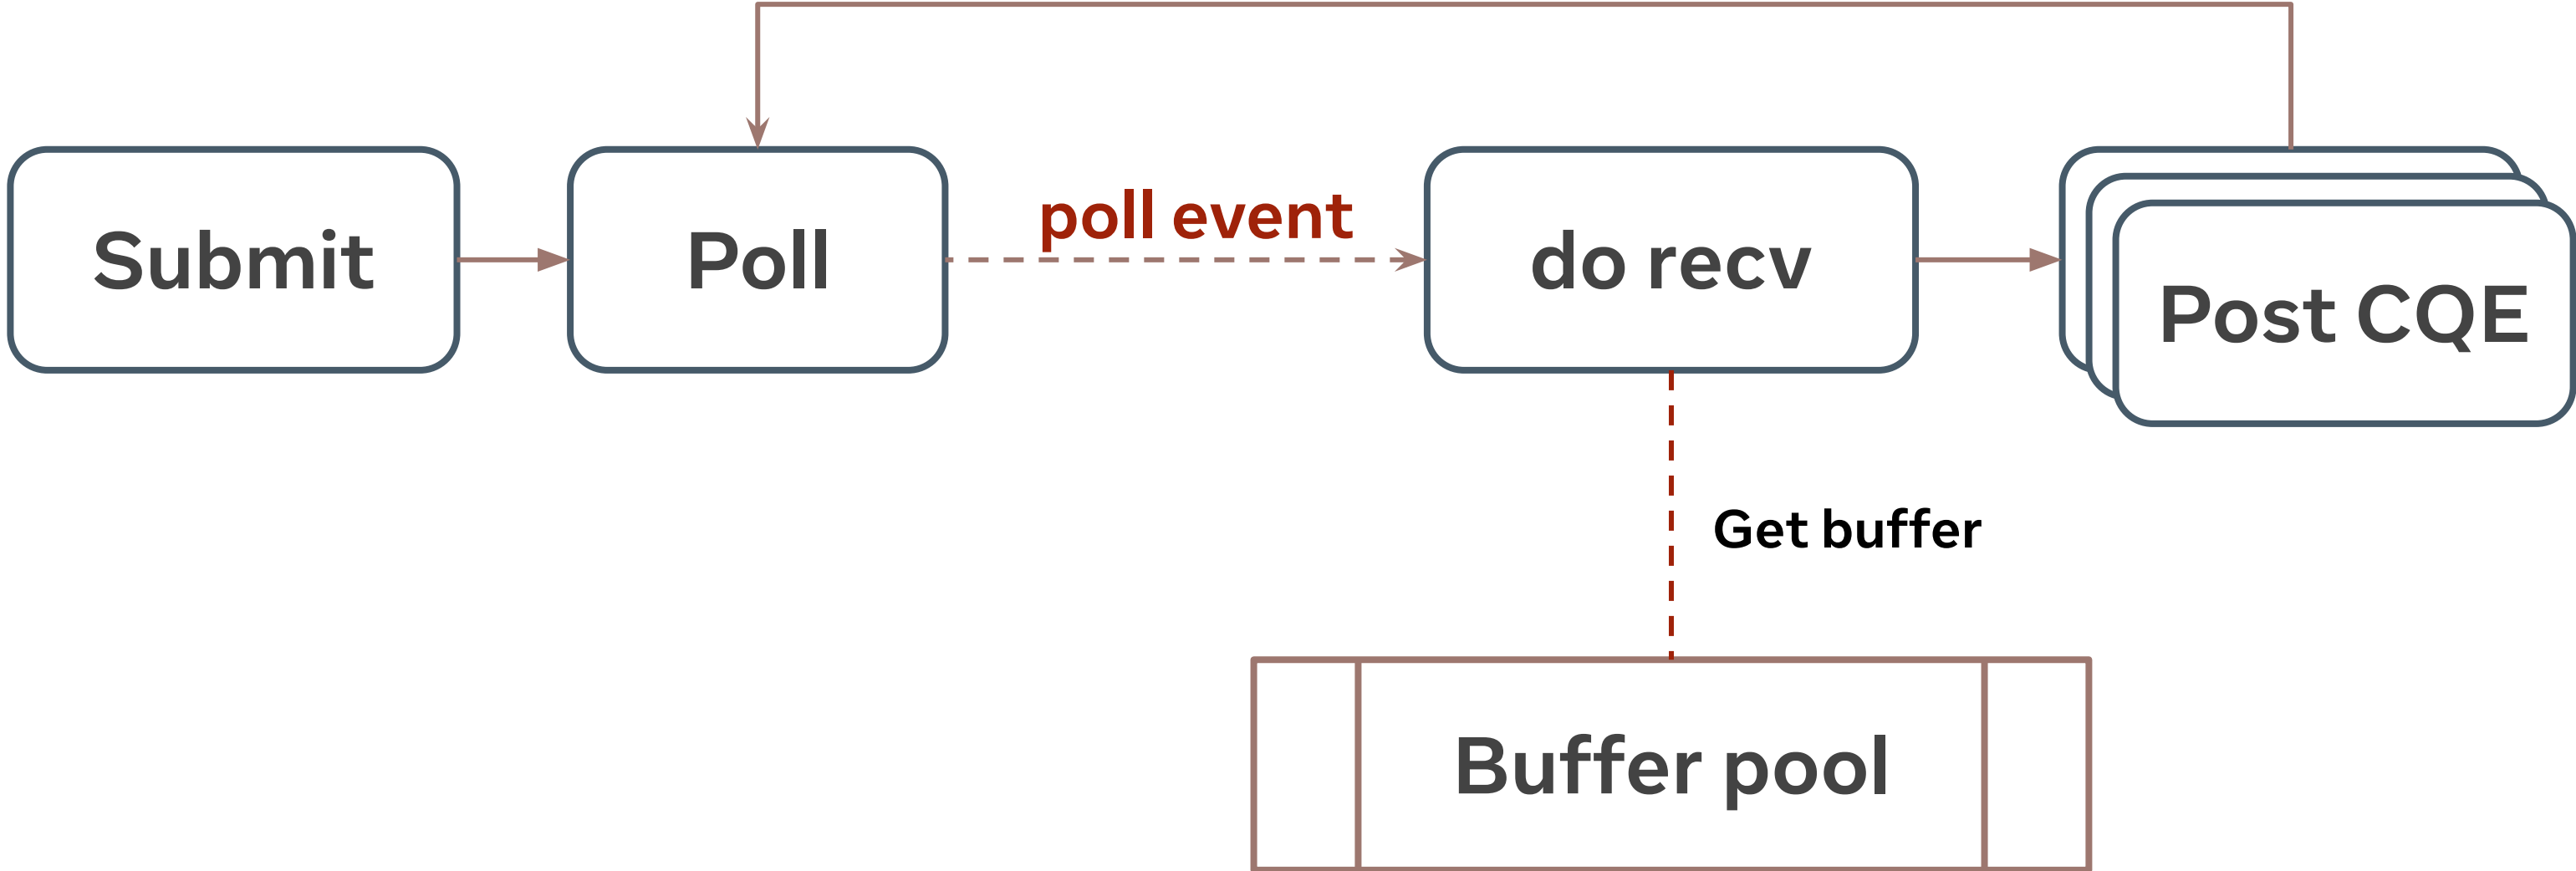 Submit
Poll
poll event
do recv
Post CQE
Get buffer
Buffer pool